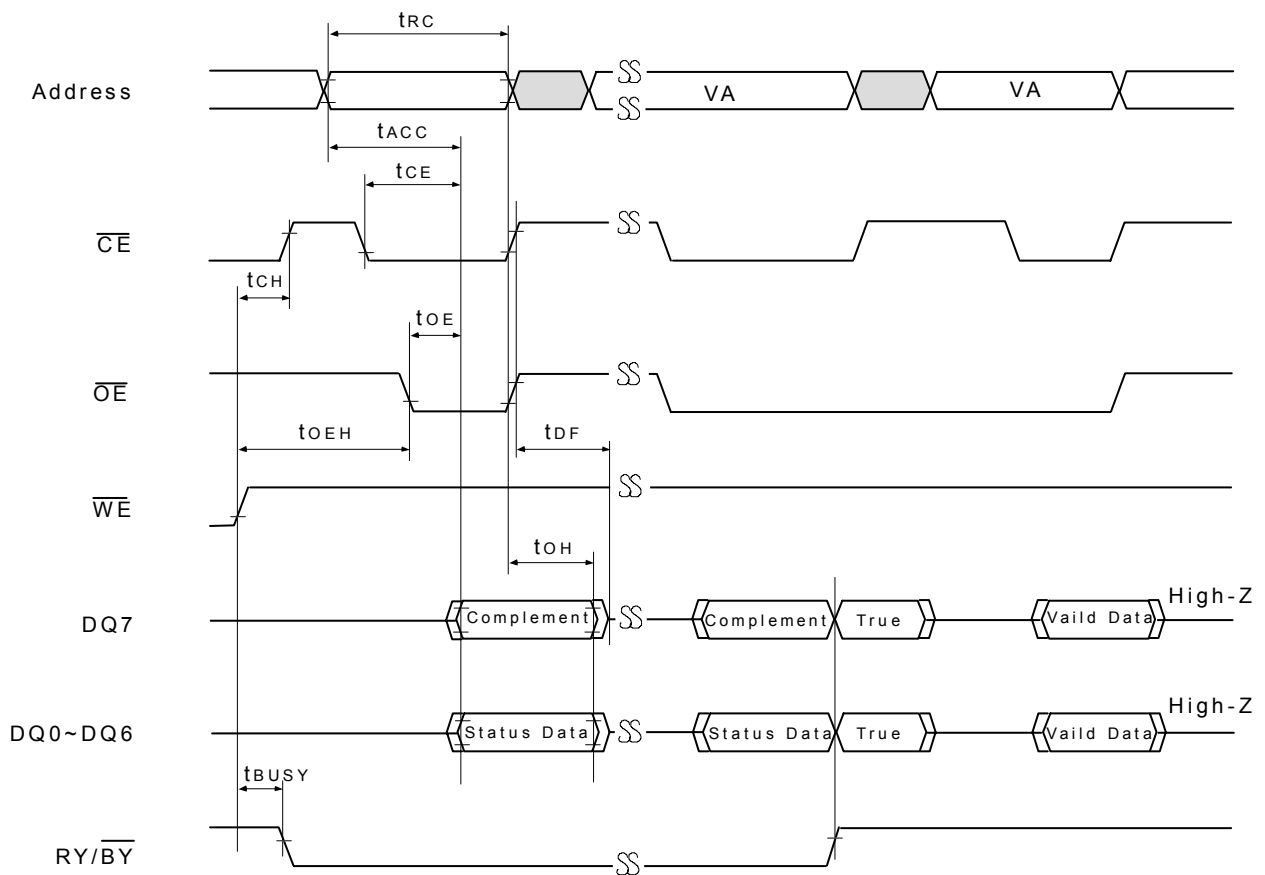 tRC
Address
VA
VA
tACC
tCE
CE
tCH
tOE
OE
tOEH
tDF
WE
tOH
DQ7
Complement
Complement
True
Vaild Data
High-Z
DQ0~DQ6
Status Data
Status Data
True
Vaild Data
High-Z
tBUSY
RY/BY